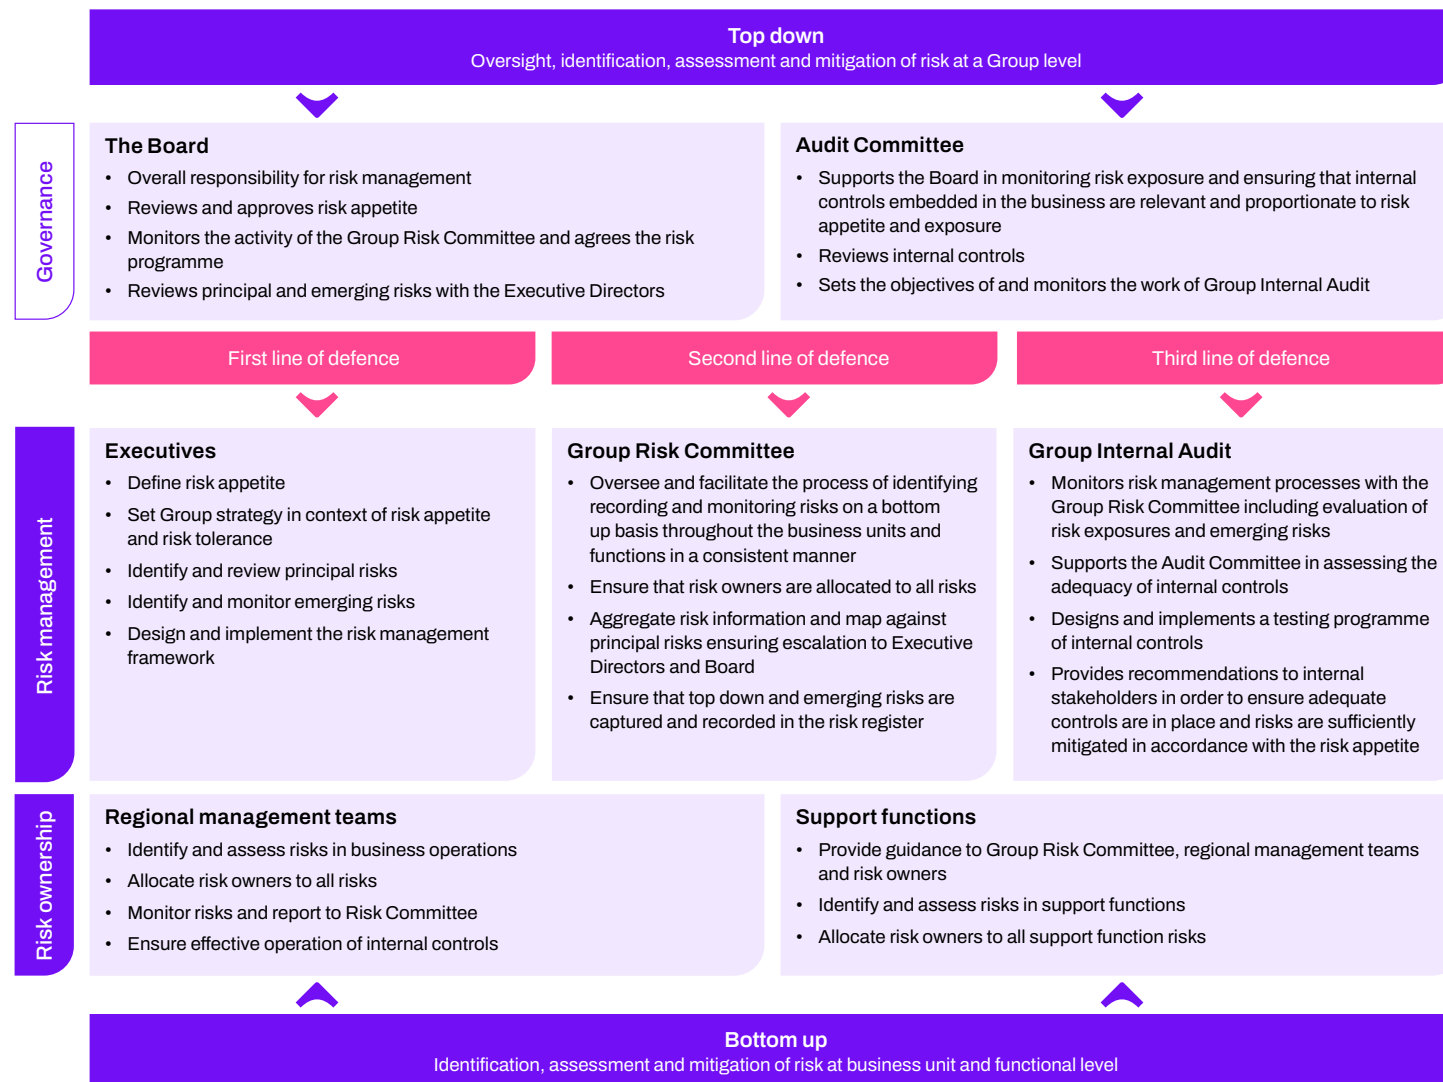 Top down
Oversight, identification, assessment and mitigation of risk at a Group level
Governance
The Board
• Overall responsibility for risk management
• Reviews and approves risk appetite
• Monitors the activity of the Group Risk Committee and agrees the risk
programme
• Reviews principal and emerging risks with the Executive Directors
Audit Committee
• Supports the Board in monitoring risk exposure and ensuring that internal
controls embedded in the business are relevant and proportionate to risk
appetite and exposure
• Reviews internal controls
• Sets the objectives of and monitors the work of Group Internal Audit
First line of defence
Second line of defence
Third line of defence
Risk management
Executives
• Define risk appetite
• Set Group strategy in context of risk appetite
and risk tolerance
• Identify and review principal risks
• Identify and monitor emerging risks
• Design and implement the risk management
framework
Group Risk Committee
• Oversee and facilitate the process of identifying
recording and monitoring risks on a bottom
up basis throughout the business units and
functions in a consistent manner
• Ensure that risk owners are allocated to all risks
• Aggregate risk information and map against
principal risks ensuring escalation to Executive
Directors and Board
• Ensure that top down and emerging risks are
captured and recorded in the risk register
Group Internal Audit
• Monitors risk management processes with the
Group Risk Committee including evaluation of
risk exposures and emerging risks
• Supports the Audit Committee in assessing the
adequacy of internal controls
• Designs and implements a testing programme
of internal controls
• Provides recommendations to internal
stakeholders in order to ensure adequate
controls are in place and risks are sufficiently
mitigated in accordance with the risk appetite
Risk ownership
Regional management teams
• Identify and assess risks in business operations
• Allocate risk owners to all risks
• Monitor risks and report to Risk Committee
• Ensure effective operation of internal controls
Support functions
• Provide guidance to Group Risk Committee, regional management teams
and risk owners
• Identify and assess risks in support functions
• Allocate risk owners to all support function risks
Bottom up
Identification, assessment and mitigation of risk at business unit and functional level